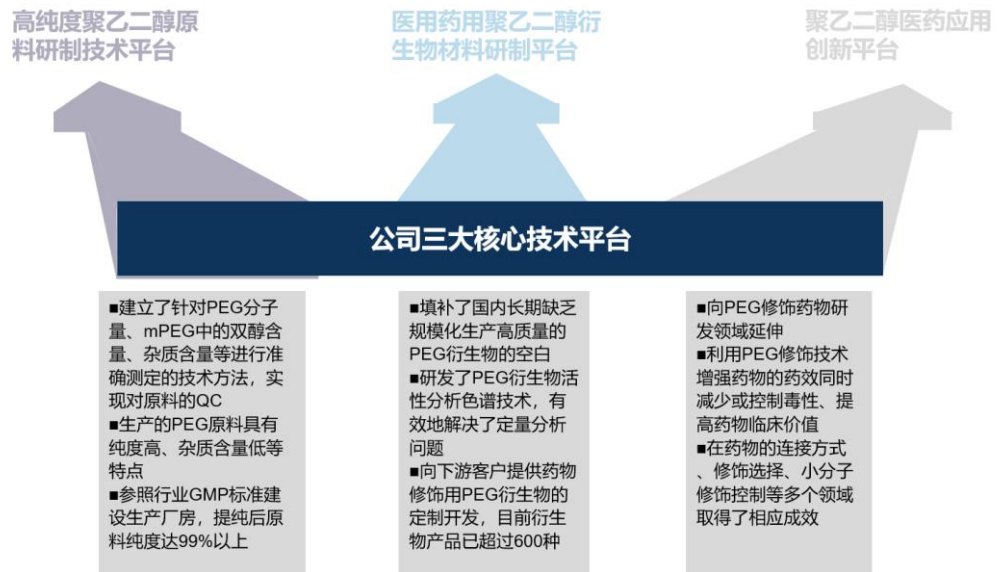 高纯度聚乙二醇原
料研制技术平台
医用药用聚乙二醇衍
生物材料研制平台
聚乙二醇医药应用
创新平台
公司三大核心技术平台
■建立了针对PEG分子
量、mPEG中的双醇含
量、杂质含量等进行准
确测定的技术方法，实
现对原料的QC
■生产的PEG原料具有
纯度高、杂质含量低等
特点
■参照行业GMP标准建
设生产厂房，提纯后原
料纯度达99%以上
■填补了国内长期缺乏
规模化生产高质量的
PEG衍生物的空白
■研发了PEG衍生物活
性分析色谱技术，有
效地解决了定量分析
问题
■向下游客户提供药物
修饰用PEG衍生物的
定制开发，目前衍生
物产品已超过600种
■向PEG修饰药物研
发领域延伸
■利用PEG修饰技术
增强药物的药效同时
减少或控制毒性、提
高药物临床价值
■在药物的连接方式
、修饰选择、小分子
修饰控制等多个领域
取得了相应成效